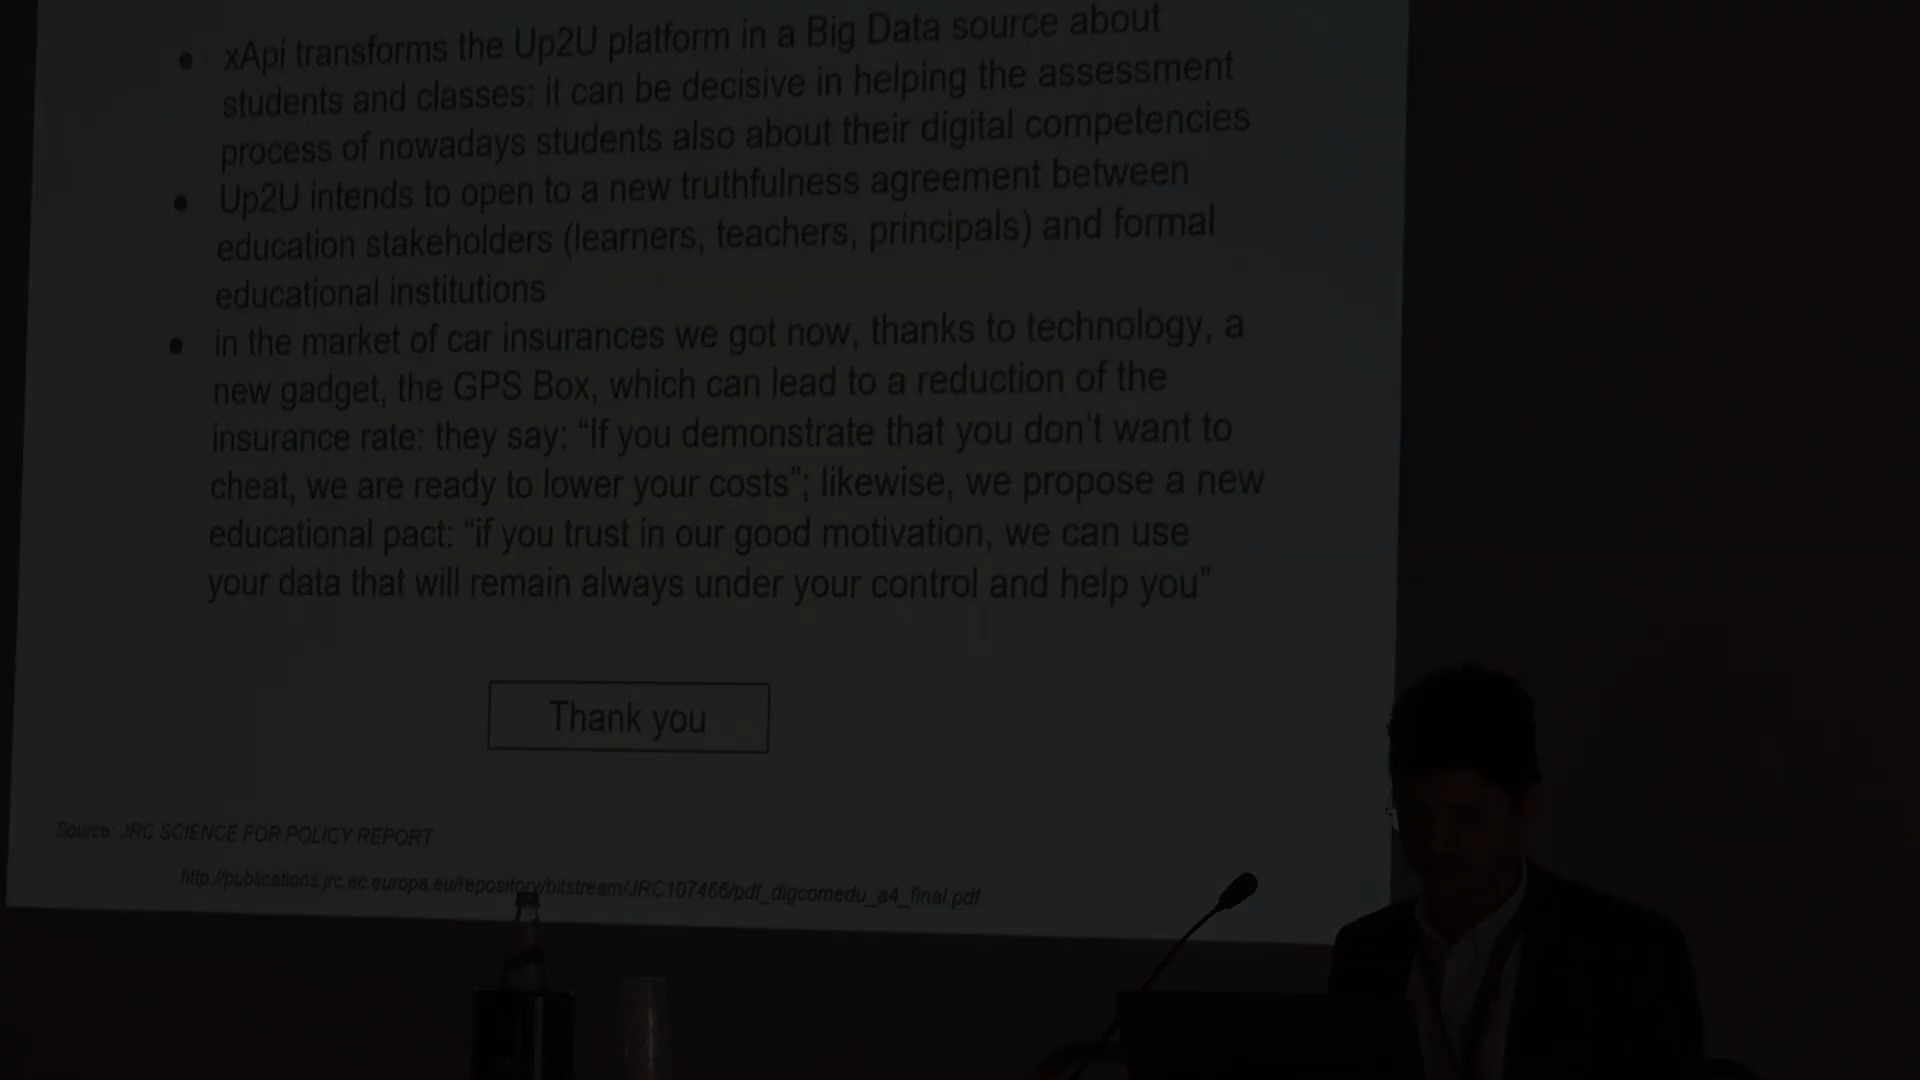 xApi transforms the Up2U platform in a Big Data source about
students and classes: it can be decisive in helping the assessment
process of nowadays students also about their digital competencies
Up2U intends to open to a new truthfulness agreement between
education stakeholders (learners, teachers, principals) and formal
educational institutions
in the market of car insurances we got now, thanks to technology, a
new gadget, the GPS Box, which can lead to a reduction of the
insurance rate: they say: “If you demonstrate that you don't want to
cheat, we are ready to lower your costs”; likewise, we propose a new
educational pact: “if you trust in our good motivation, we can use
your data that will remain always under your control and help you”
Thank you
Source: JRC SCIENCE FOR POLICY REPORT
http://publications.jrc.ec.europa.eu/repository/bitstream/JRC107466/pdf_digcomedu_a4_final.pdf